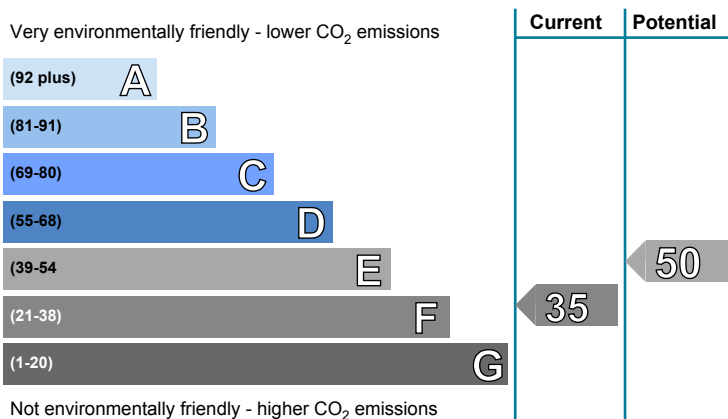 Current Potential
Very environmentally friendly - lower CO2 emissions
(92 plus) A
(81-91) B
(69-80) C
(55-68) D
(39-54 E
50
(21-38) F
35
(1-20) G
Not environmentally friendly - higher CO2 emissions